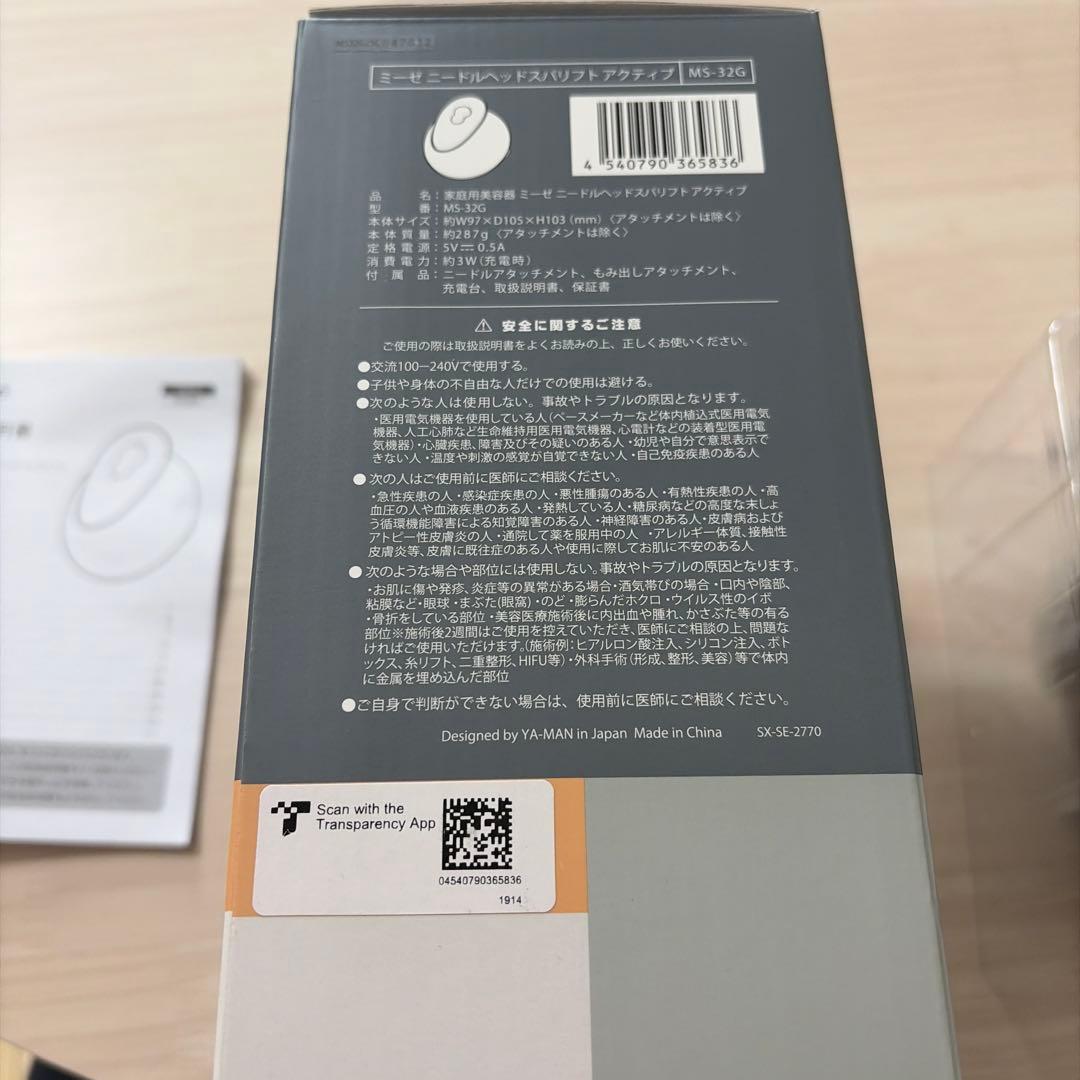 ミーゼ ニードルヘッドスパリフト アクティブ MS-32G
4 540790 365836
品名：家庭用美容器 ミーゼ ニードルヘッドスパリフト アクティブ
型番：MS-32G
本体サイズ：約W97×D105×H103(mm)〈アタッチメントは除く〉
本体質量：約287g〈アタッチメントは除く〉
定格電源：5V⎓0.5A
消費電力：約3W(充電時)
付属品：ニードルアタッチメント、もみ出しアタッチメント、
充電台、取扱説明書、保証書
⚠ 安全に関するご注意
ご使用の際は取扱説明書をよくお読みの上、正しくお使いください。
●交流100－240Vで使用する。
●子供や身体の不自由な人だけでの使用は避ける。
●次のような人は使用しない。事故やトラブルの原因となります。
・医用電気機器を使用している人(ペースメーカーなど体内植込式医用電気
機器、人工心肺など生命維持用医用電気機器、心電計などの装着型医用電
気機器)・心臓疾患、障害及びその疑いのある人・幼児や自分で意思表示で
きない人・温度や刺激の感覚が自覚できない人・自己免疫疾患のある人
●次の人はご使用前に医師にご相談ください。
・急性疾患の人・感染症疾患の人・悪性腫瘍のある人・有熱性疾患の人・高
血圧の人や血液疾患のある人・発熱している人・糖尿病などの高度な末しょ
う循環機能障害による知覚障害のある人・神経障害のある人・皮膚病および
アトピー性皮膚炎の人・通院して薬を服用中の人 ・アレルギー体質、接触性
皮膚炎等、皮膚に既往症のある人や使用に際してお肌に不安のある人
●次のような場合や部位には使用しない。事故やトラブルの原因となります。
・お肌に傷や発疹、炎症等の異常がある場合・酒気帯びの場合・口内や陰部、
粘膜など・眼球・まぶた(眼窩)・のど・膨らんだホクロ・ウイルス性のイボ
・骨折をしている部位・美容医療施術後に内出血や腫れ、かさぶた等の有る
部位※施術後2週間はご使用を控えていただき、医師にご相談の上、問題な
ければご使用いただけます。(施術例：ヒアルロン酸注入、シリコン注入、ボト
ックス、糸リフト、二重整形、HIFU等)・外科手術(形成、整形、美容)等で体内
に金属を埋め込んだ部位
●ご自身で判断ができない場合は、使用前に医師にご相談ください。
Designed by YA-MAN in Japan Made in China SX-SE-2770
Scan with the
Transparency App
04540790365836
1914